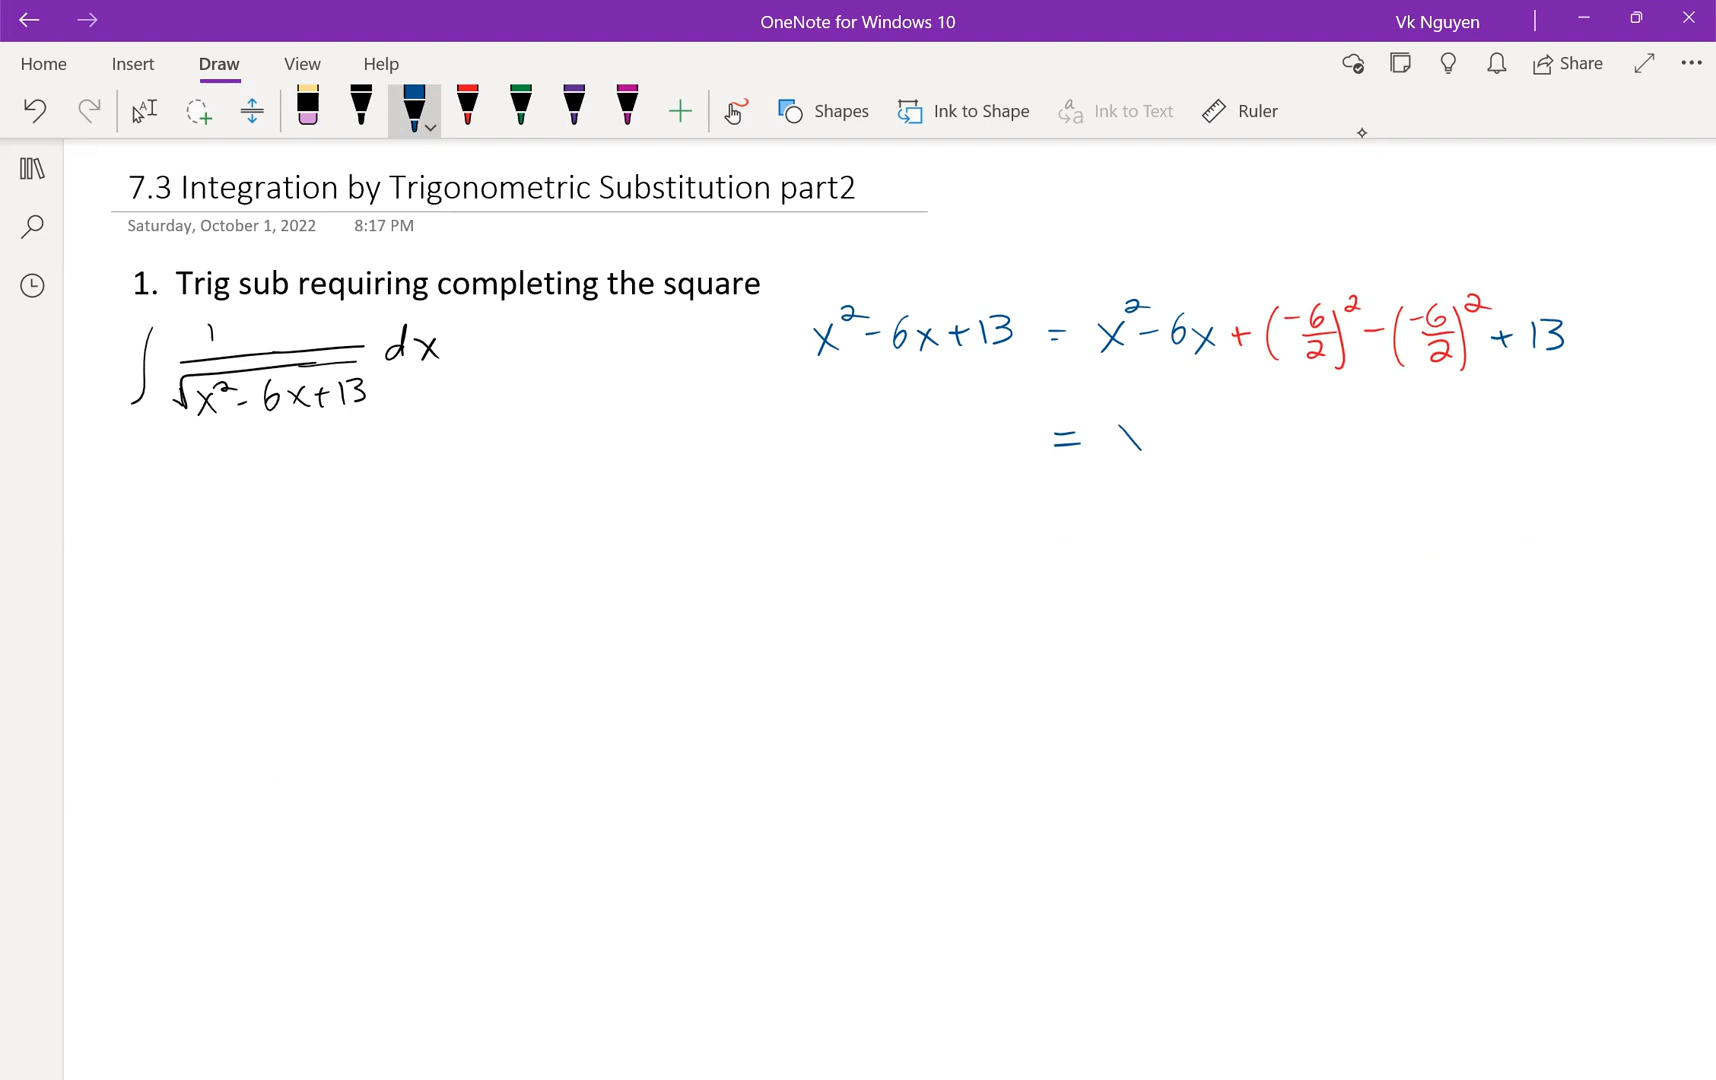 OneNote for Windows 10
Vk Nguyen
Home Insert Draw View Help
Share
Shapes Ink to Shape Ink to Text Ruler
7.3 Integration by Trigonometric Substitution part2
Saturday, October 1, 2022 8:17 PM
1. Trig sub requiring completing the square
∫ 1/√(x² - 6x + 13) dx
x² - 6x + 13 = x² - 6x + (-6/2)² - (-6/2)² + 13
= \